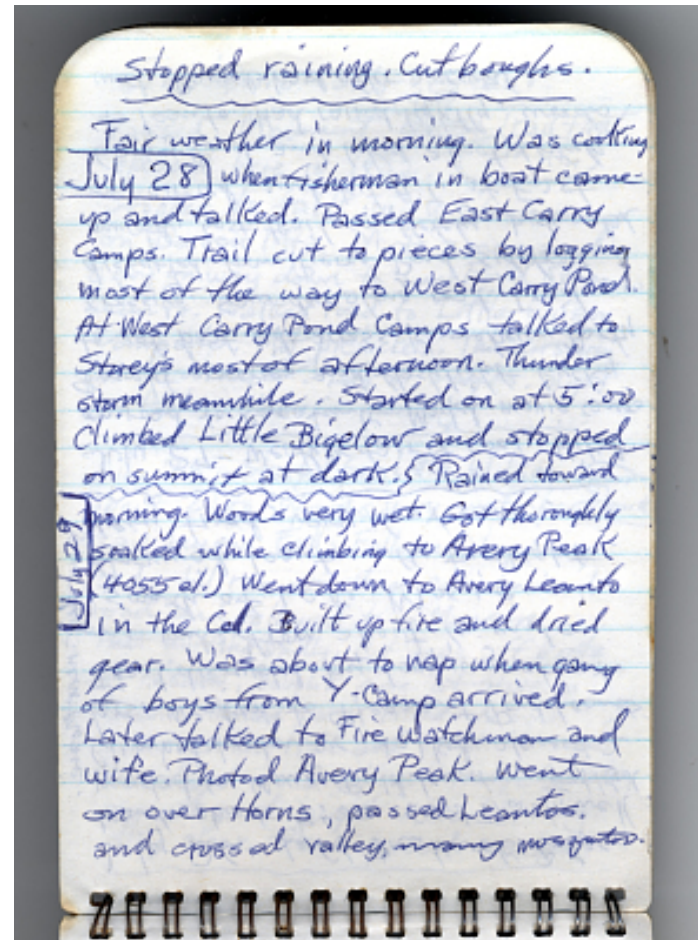 Stopped raining. Cut boughs.
Fair weather in morning. Was cooking
July 28 when fisherman in boat came
up and talked. Passed East Carry
Camps. Trail cut to pieces by logging
most of the way to West Carry Pond.
At West Carry Pond Camps talked to
Storey's most of afternoon. Thunder
storm meanwhile. Started on at 5:00
Climbed Little Bigelow and stopped
on summit at dark. Rained toward
July 29
morning. Woods very wet. Got thoroughly
soaked while climbing to Avery Peak
(4055 el.) Went down to Avery Leanto
in the Col. Built up fire and dried
gear. Was about to nap when gang
of boys from Y-Camp arrived.
Later talked to Fire Watchman and
wife. Photod Avery Peak. Went
on over Horns, passed Leantos.
and crossed valley, many mosquitos.